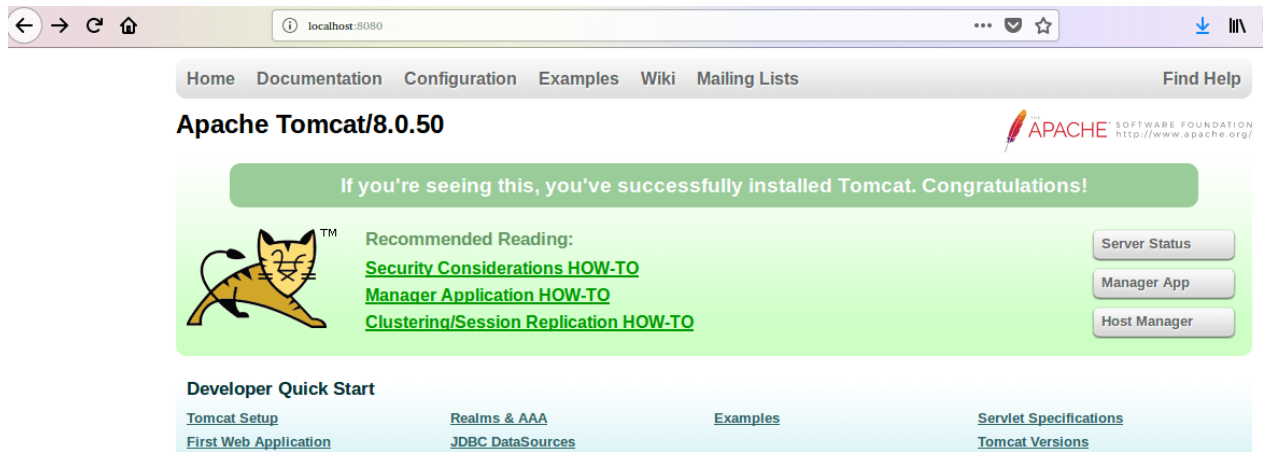 localhost:8080
Home Documentation Configuration Examples Wiki Mailing Lists Find Help
Apache Tomcat/8.0.50
THE
APACHE SOFTWARE FOUNDATION
http://www.apache.org/
If you're seeing this, you've successfully installed Tomcat. Congratulations!
TM
Recommended Reading:
Security Considerations HOW-TO
Manager Application HOW-TO
Clustering/Session Replication HOW-TO
Server Status
Manager App
Host Manager
Developer Quick Start
Tomcat Setup Realms & AAA Examples Servlet Specifications
First Web Application JDBC DataSources Tomcat Versions